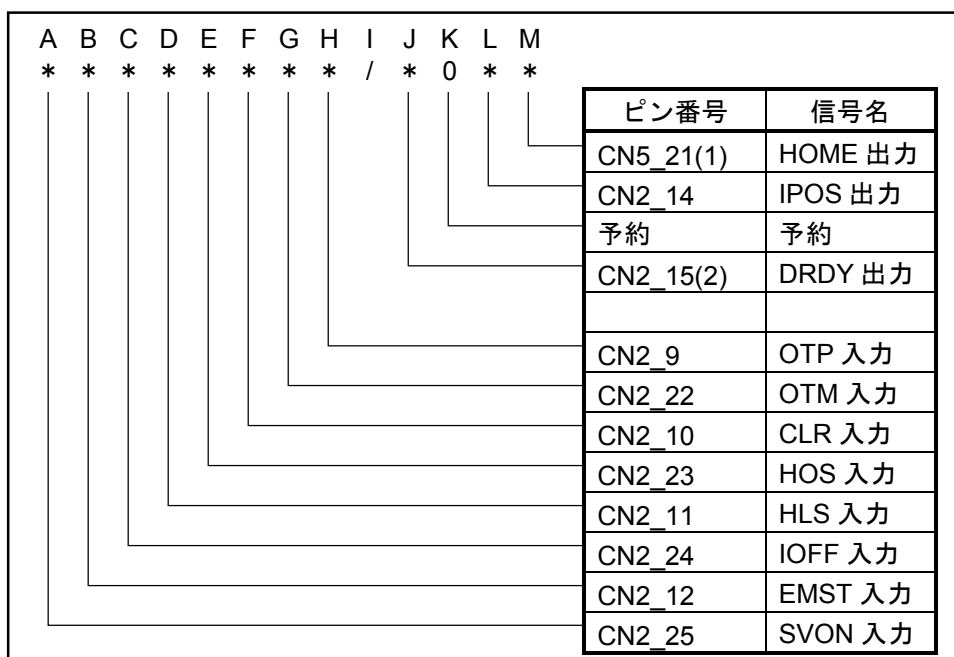 A B C D E F G H I J K L M
* * * * * * * * / * 0 * *
ピン番号 信号名
CN5_21(1) HOME 出力
CN2_14 IPOS 出力
予約 予約
CN2_15(2) DRDY 出力
CN2_9 OTP 入力
CN2_22 OTM 入力
CN2_10 CLR 入力
CN2_23 HOS 入力
CN2_11 HLS 入力
CN2_24 IOFF 入力
CN2_12 EMST 入力
CN2_25 SVON 入力